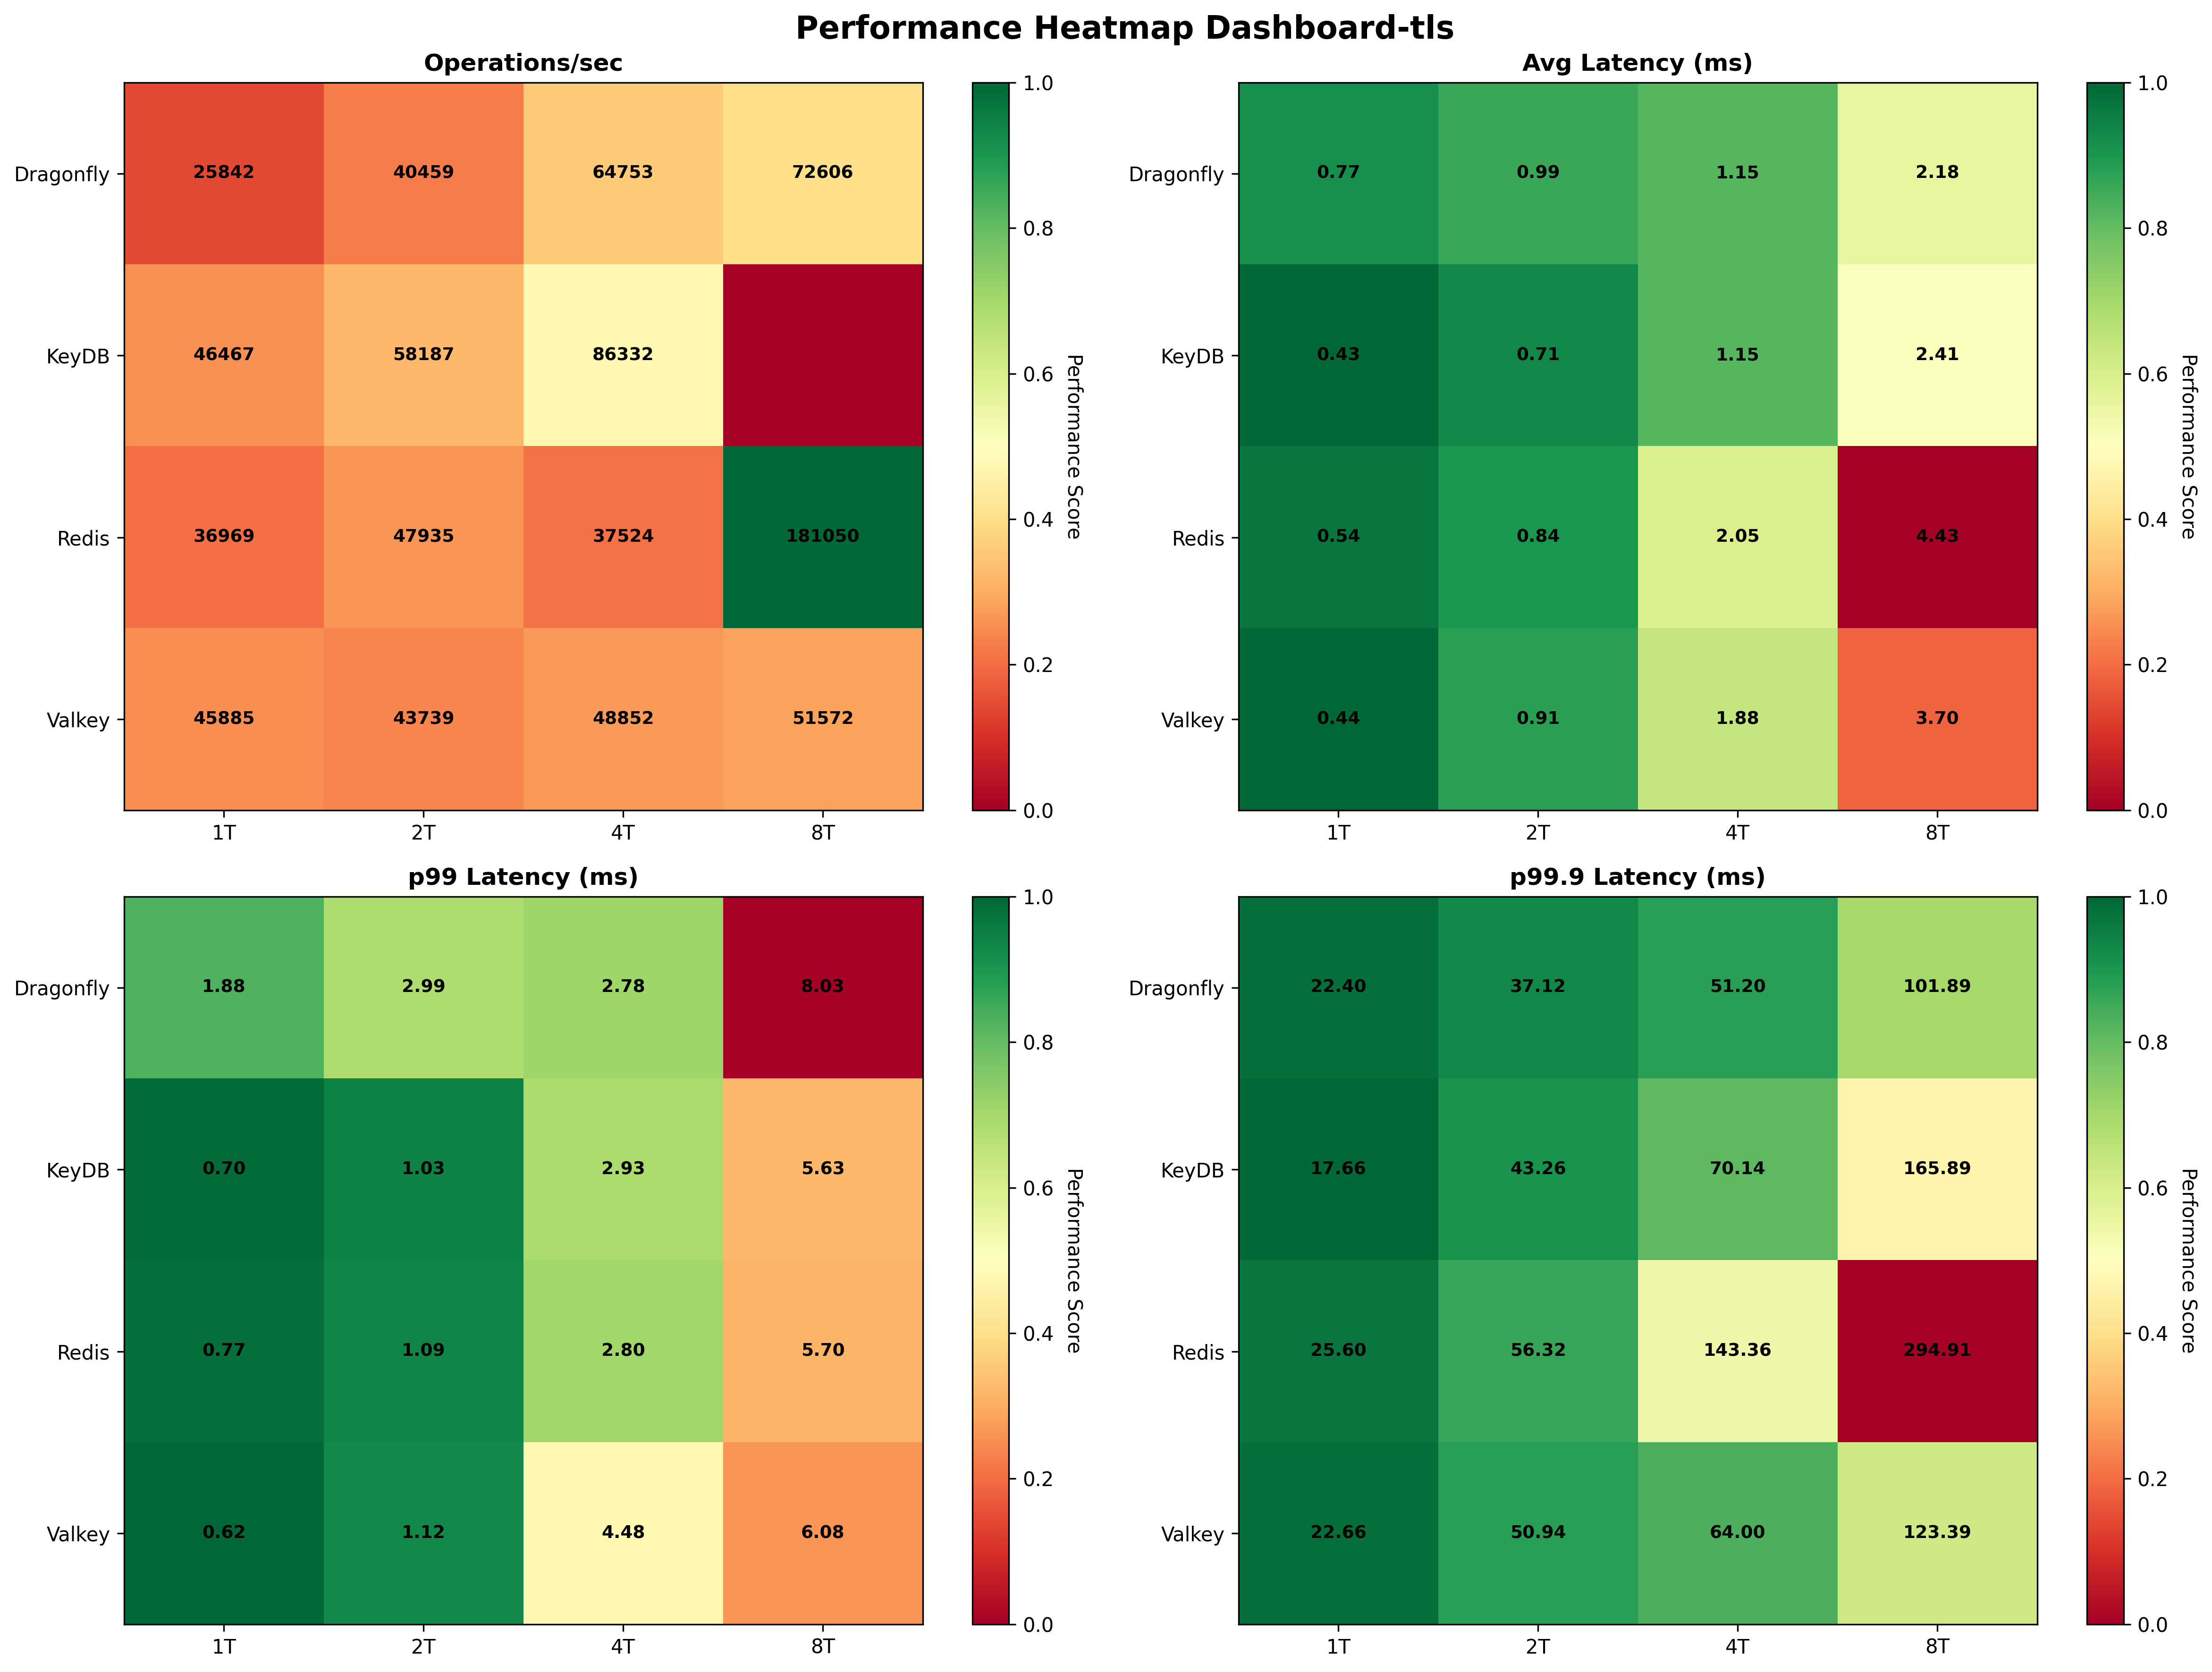 Performance Heatmap Dashboard-tls
Operations/sec
Dragonfly 25842 40459 64753 72606
KeyDB 46467 58187 86332
Redis 36969 47935 37524 181050
Valkey 45885 43739 48852 51572
1T 2T 4T 8T
1.0
0.8
0.6
0.4
0.2
0.0
Performance Score
Avg Latency (ms)
Dragonfly 0.77 0.99 1.15 2.18
KeyDB 0.43 0.71 1.15 2.41
Redis 0.54 0.84 2.05 4.43
Valkey 0.44 0.91 1.88 3.70
1T 2T 4T 8T
1.0
0.8
0.6
0.4
0.2
0.0
Performance Score
p99 Latency (ms)
Dragonfly 1.88 2.99 2.78 8.03
KeyDB 0.70 1.03 2.93 5.63
Redis 0.77 1.09 2.80 5.70
Valkey 0.62 1.12 4.48 6.08
1T 2T 4T 8T
1.0
0.8
0.6
0.4
0.2
0.0
Performance Score
p99.9 Latency (ms)
Dragonfly 22.40 37.12 51.20 101.89
KeyDB 17.66 43.26 70.14 165.89
Redis 25.60 56.32 143.36 294.91
Valkey 22.66 50.94 64.00 123.39
1T 2T 4T 8T
1.0
0.8
0.6
0.4
0.2
0.0
Performance Score